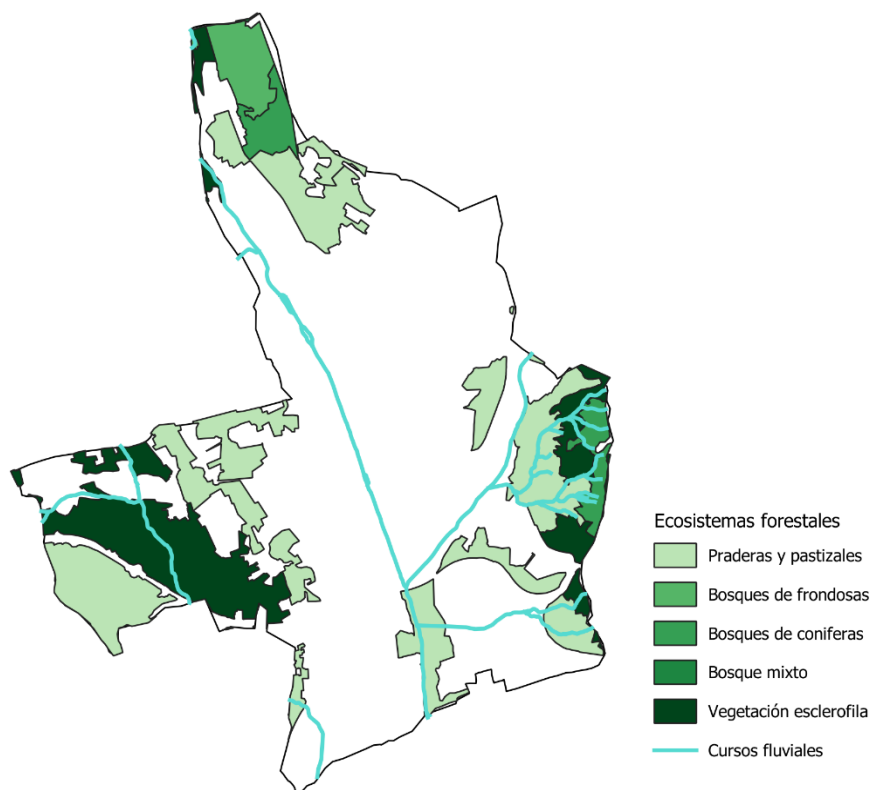 Ecosistemas forestales
Praderas y pastizales
Bosques de frondosas
Bosques de coniferas
Bosque mixto
Vegetación esclerofila
Cursos fluviales